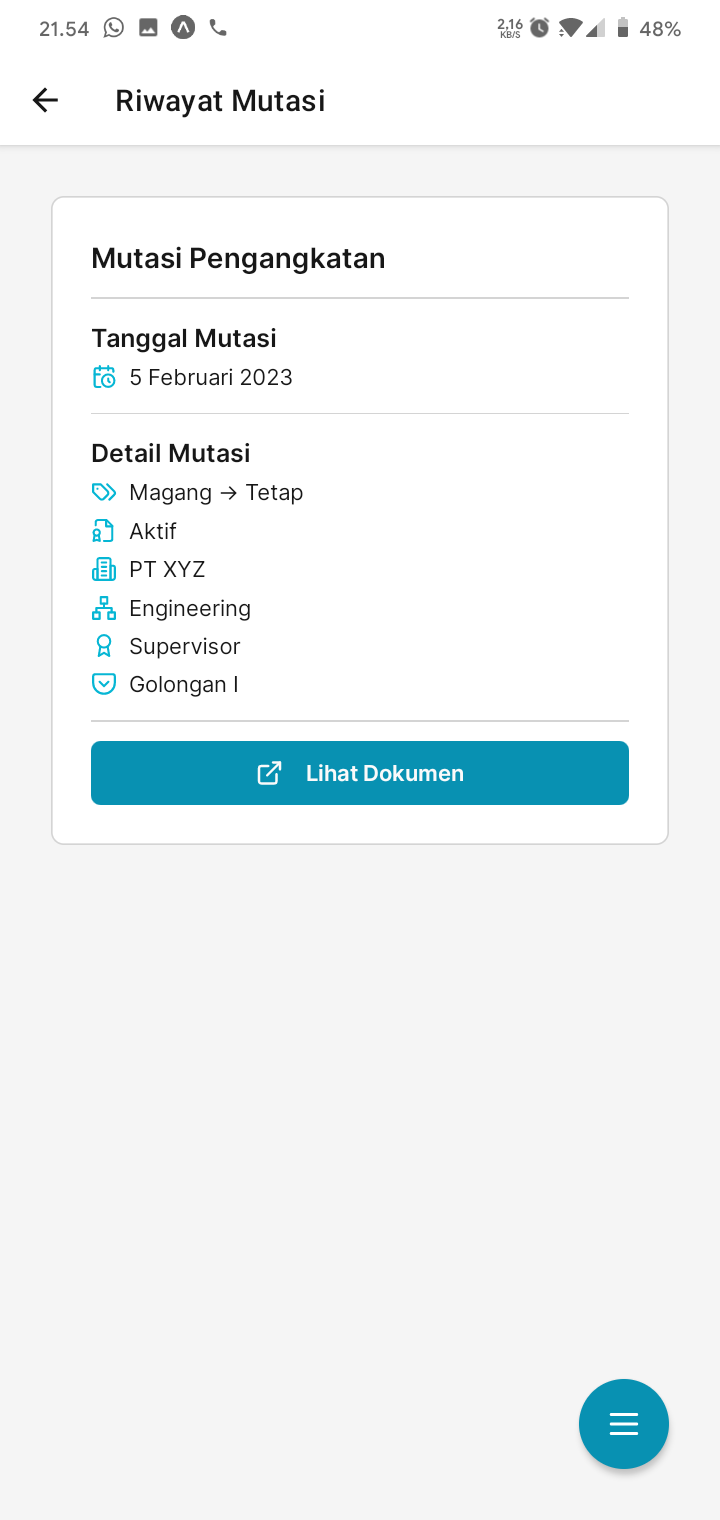 21.54
2,16
KB/S
48%
Riwayat Mutasi
Mutasi Pengangkatan
Tanggal Mutasi
5 Februari 2023
Detail Mutasi
Magang → Tetap
Aktif
PT XYZ
Engineering
Supervisor
Golongan I
Lihat Dokumen